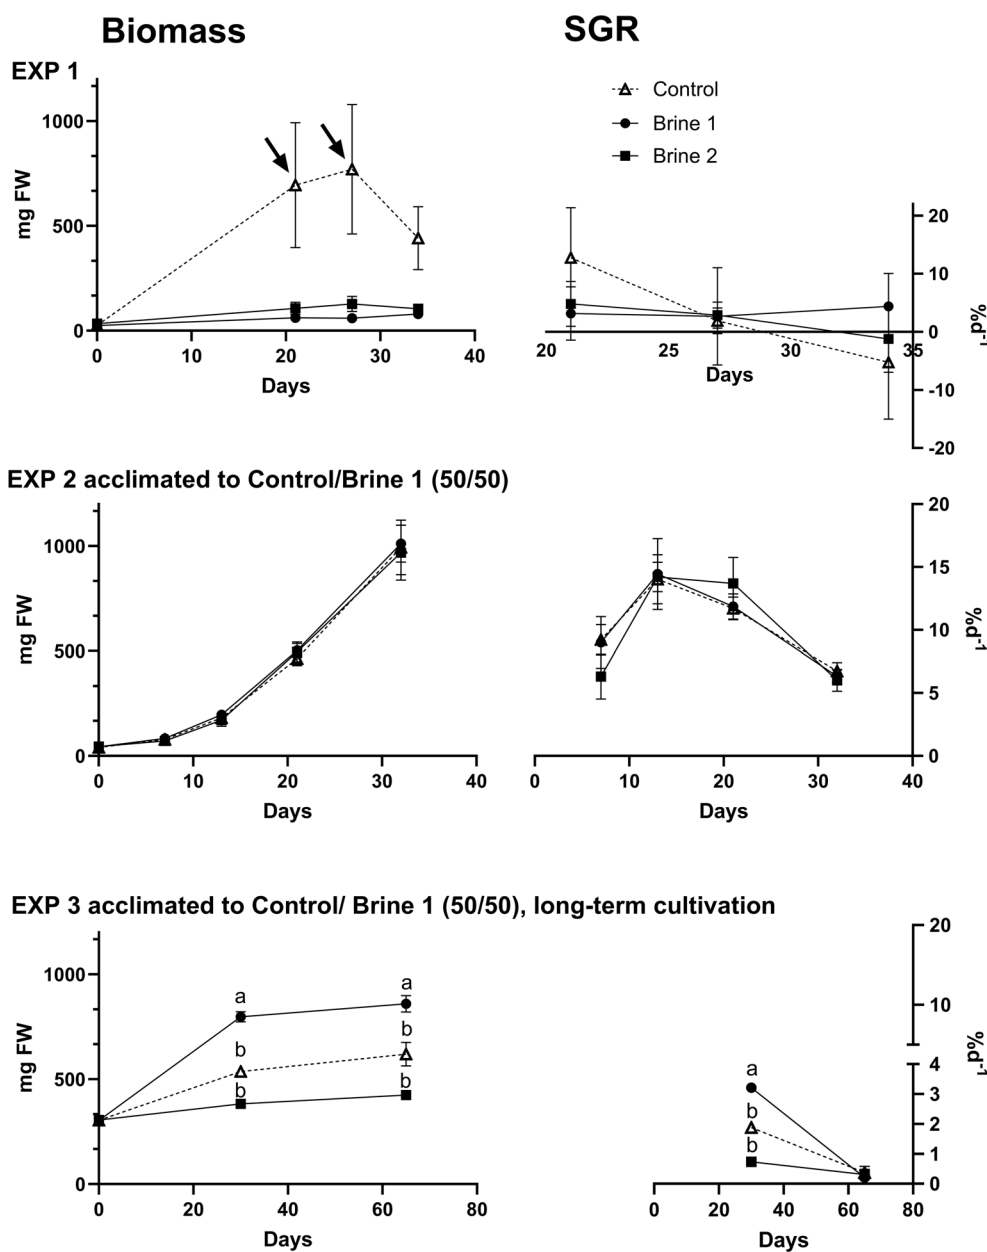 Biomass
SGR
EXP 1
Control
Brine 1
Brine 2
mg FW
1000
500
0
0
10
20
30
40
Days
20
10
0
-10
-20
%d-1
20
25
30
35
Days
EXP 2 acclimated to Control/Brine 1 (50/50)
mg FW
1000
500
0
0
10
20
30
40
Days
20
15
10
5
0
%d-1
0
10
20
30
40
Days
EXP 3 acclimated to Control/ Brine 1 (50/50), long-term cultivation
mg FW
1000
500
0
a
b
b
a
b
b
0
20
40
60
80
Days
20
10
4
3
2
1
0
%d-1
a
b
b
0
20
40
60
80
Days